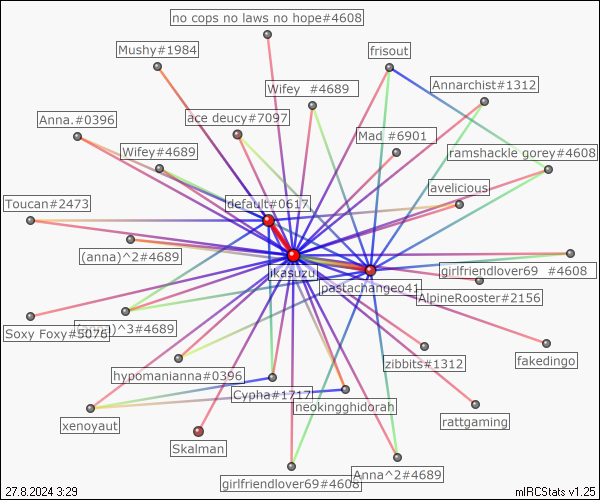 no cops no laws no hope#4608
Mushy#1984
frisout
Wifey  #4689
Annarchist#1312
Anna.#0396
ace deucy#7097
Mad #6901
Wifey#4689
ramshackle gorey#4608
avelicious
Toucan#2473
default#0617
(anna)^2#4689
ikasuzu
girlfriendlover69  #4608
pastachangeo41
AlpineRooster#2156
Soxy Foxy#5076
(anna)^3#4689
zibbits#1312
fakedingo
hypomanianna#0396
Cypha#1717
neokingghidorah
xenoyaut
rattgaming
Skalman
Anna^2#4689
girlfriendlover69#4608
27.8.2024 3:29
mIRCStats v1.25